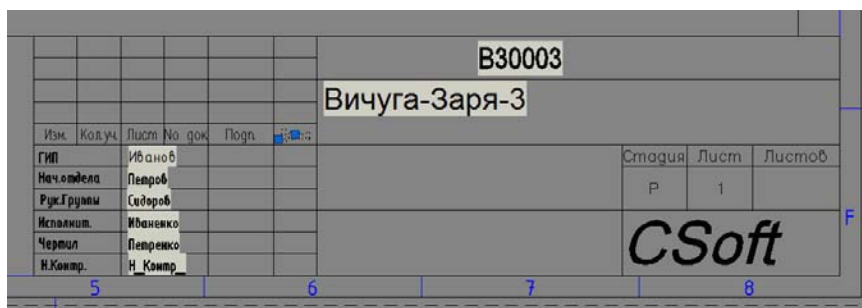 В30003
Вичуга-Заря-3
Изм. Кол.уч. Лист No док. Подп.
ГИП Иванов
Стадия Лист Листов
Нач.отдела Петров
Р 1
Рук.Группы Сидоров
Исполнит. Иваненко
CSoft
Чертил Петренко
Н.Контр. Н_Контр_
F
5 6 7 8